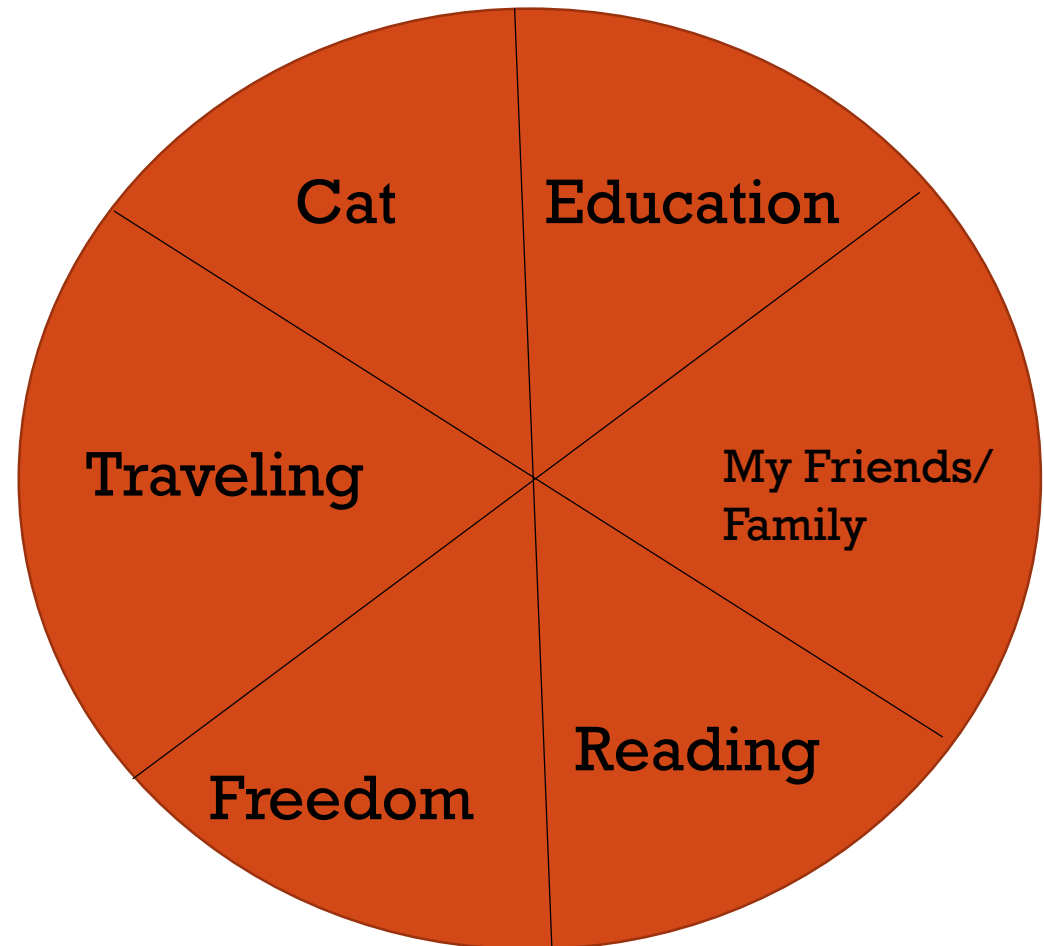 Cat
Education
Traveling
My Friends/
Family
Reading
Freedom